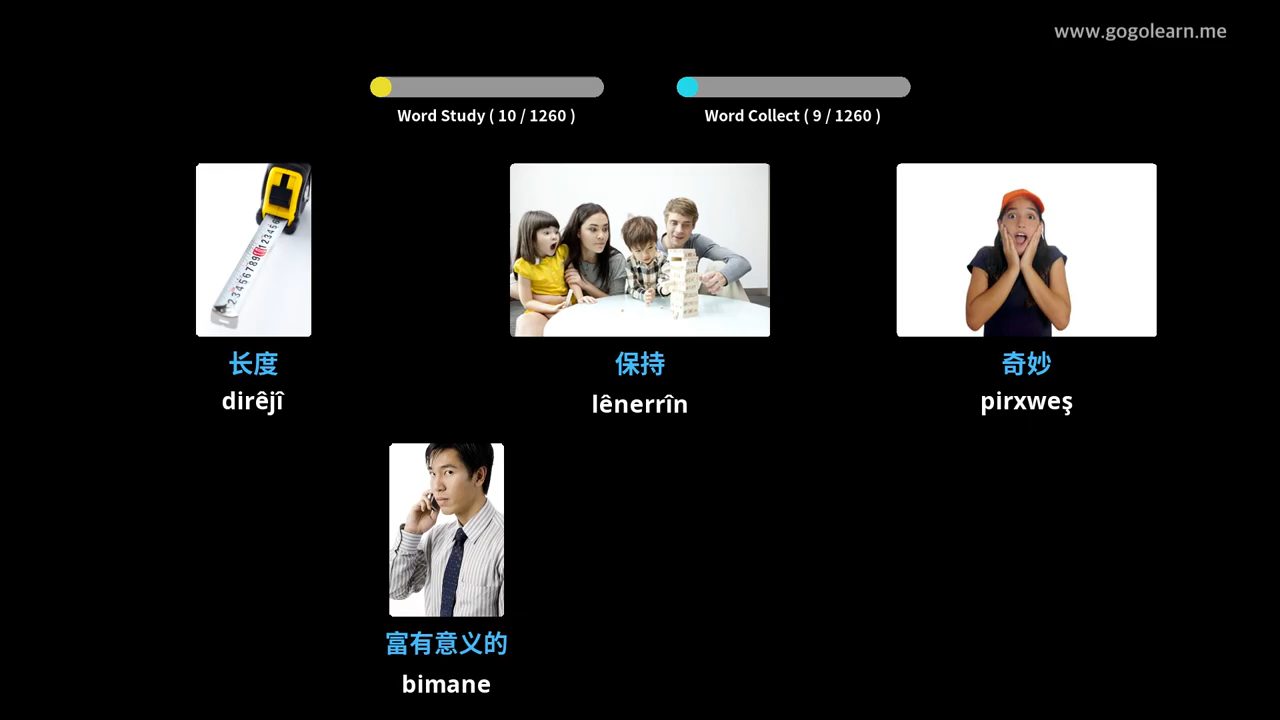 www.gogolearn.me
Word Study ( 10 / 1260 )
Word Collect ( 9 / 1260 )
长度
dirêjî
保持
lênerrîn
奇妙
pirxweş
富有意义的
bimane